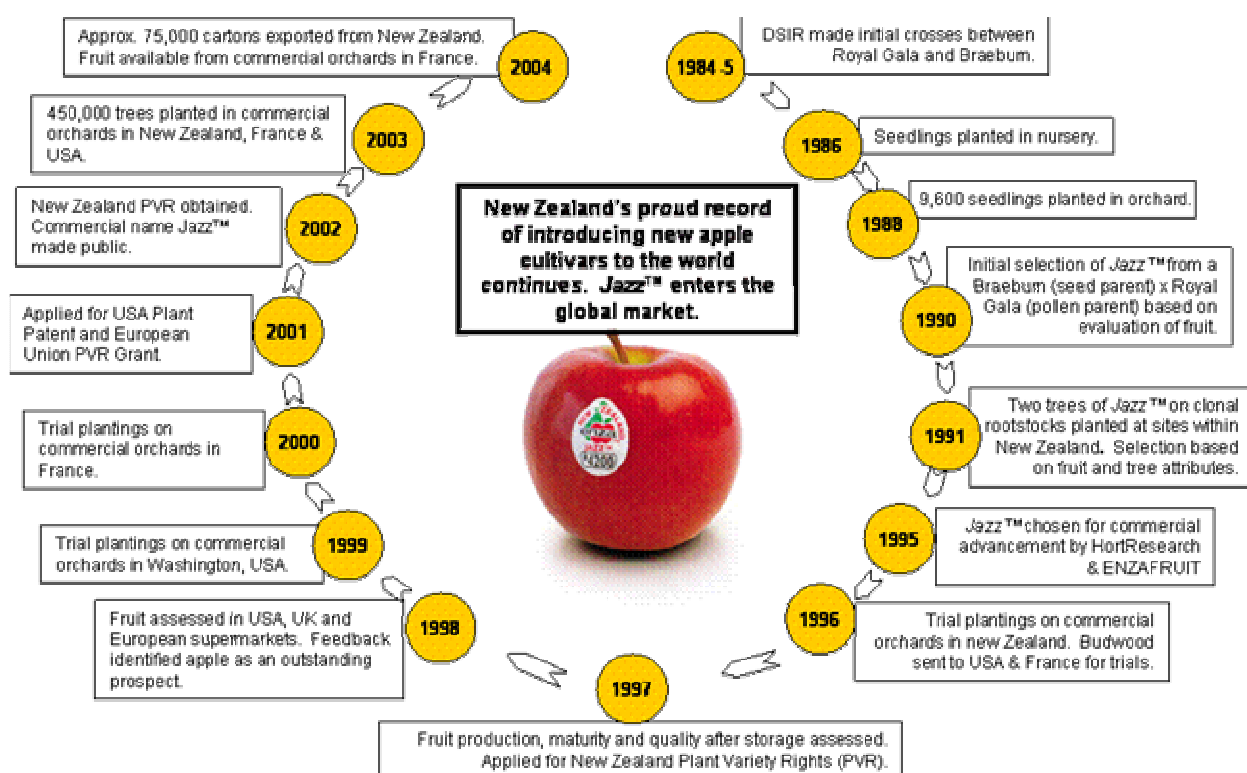 DSIR made initial crosses between
Royal Gala and Braeburn.
1984-5
Seedlings planted in nursery.
1986
9,600 seedlings planted in orchard.
1988
Initial selection of Jazz™ from a
Braeburn (seed parent) x Royal
Gala (pollen parent) based on
evaluation of fruit.
1990
Two trees of Jazz™ on clonal
rootstocks planted at sites within
New Zealand. Selection based
on fruit and tree attributes.
1991
Jazz™ chosen for commercial
advancement by HortResearch
& ENZAFRUIT
1995
Trial plantings on commercial
orchards in new Zealand. Budwood
sent to USA & France for trials.
1996
1997
Fruit production, maturity and quality after storage assessed.
Applied for New Zealand Plant Variety Rights (PVR).
1998
Fruit assessed in USA, UK and
European supermarkets. Feedback
identified apple as an outstanding
prospect.
1999
Trial plantings on commercial
orchards in Washington, USA.
2000
Trial plantings on
commercial orchards in
France.
2001
Applied for USA Plant
Patent and European
Union PVR Grant.
2002
New Zealand PVR obtained.
Commercial name Jazz™
made public.
2003
450,000 trees planted in commercial
orchards in New Zealand, France &
USA.
2004
Approx. 75,000 cartons exported from New Zealand.
Fruit available from commercial orchards in France.
New Zealand's proud record
of introducing new apple
cultivars to the world
continues. Jazz™ enters the
global market.
NEW ZEALAND
enza
JAZZ™
4200